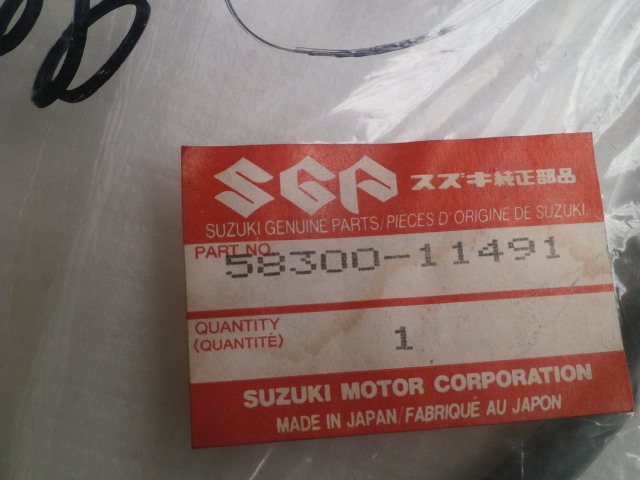 SGP スズキ純正部品
SUZUKI GENUINE PARTS/PIECES D'ORIGINE DE SUZUKI
PART NO.
58300-11491
QUANTITY
(QUANTITÉ)
1
SUZUKI MOTOR CORPORATION
MADE IN JAPAN/FABRIQUÉ AU JAPON